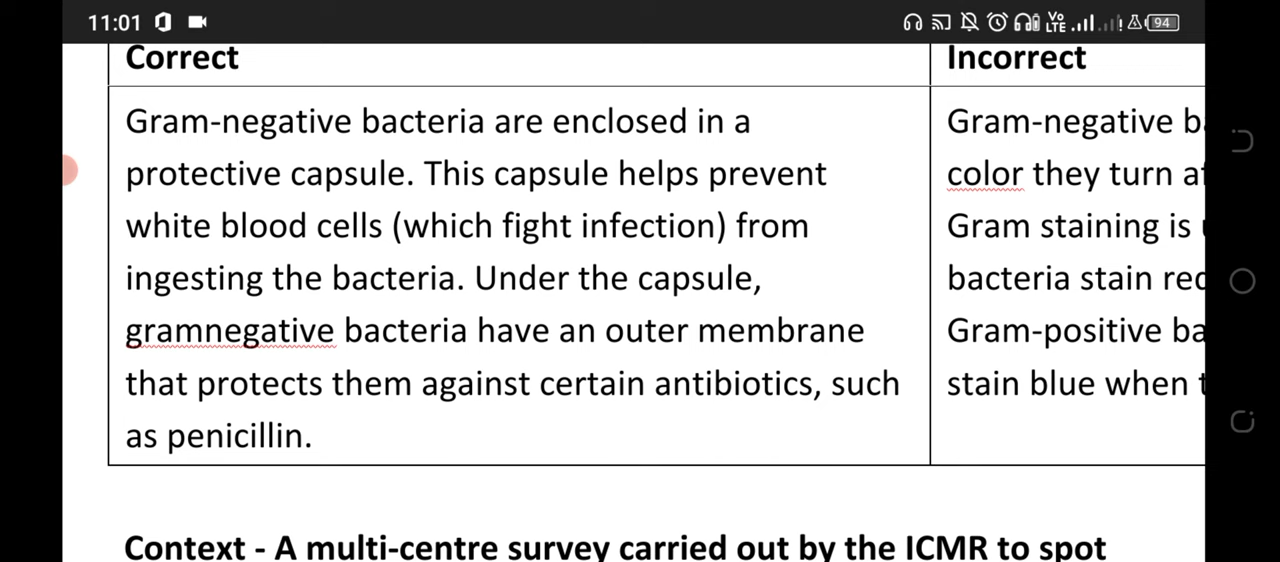 11:01
Vo
LTE
94
Correct
Incorrect
Gram-negative bacteria are enclosed in a
protective capsule. This capsule helps prevent
white blood cells (which fight infection) from
ingesting the bacteria. Under the capsule,
gramnegative bacteria have an outer membrane
that protects them against certain antibiotics, such
as penicillin.
Gram-negative
color they turn
Gram staining is
bacteria stain
Gram-positive
stain blue when
Context - A multi-centre survey carried out by the ICMR to spot